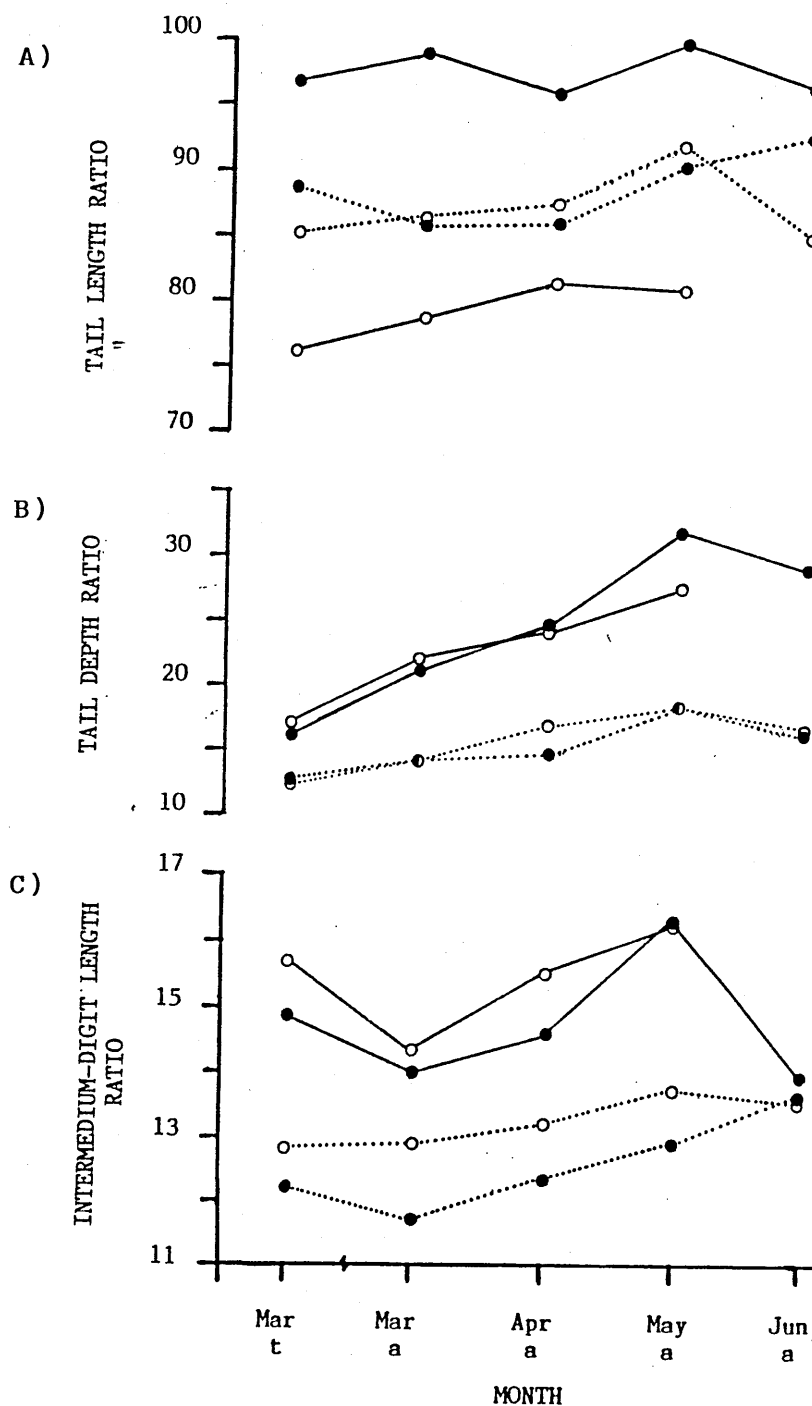 A)
TAIL LENGTH RATIO
100
90
80
70
B)
TAIL DEPTH RATIO
30
20
10
C)
INTERMEDIUM-DIGIT LENGTH
RATIO
17
15
13
11
Mar Mar Apr May Jun
t a a a a
MONTH